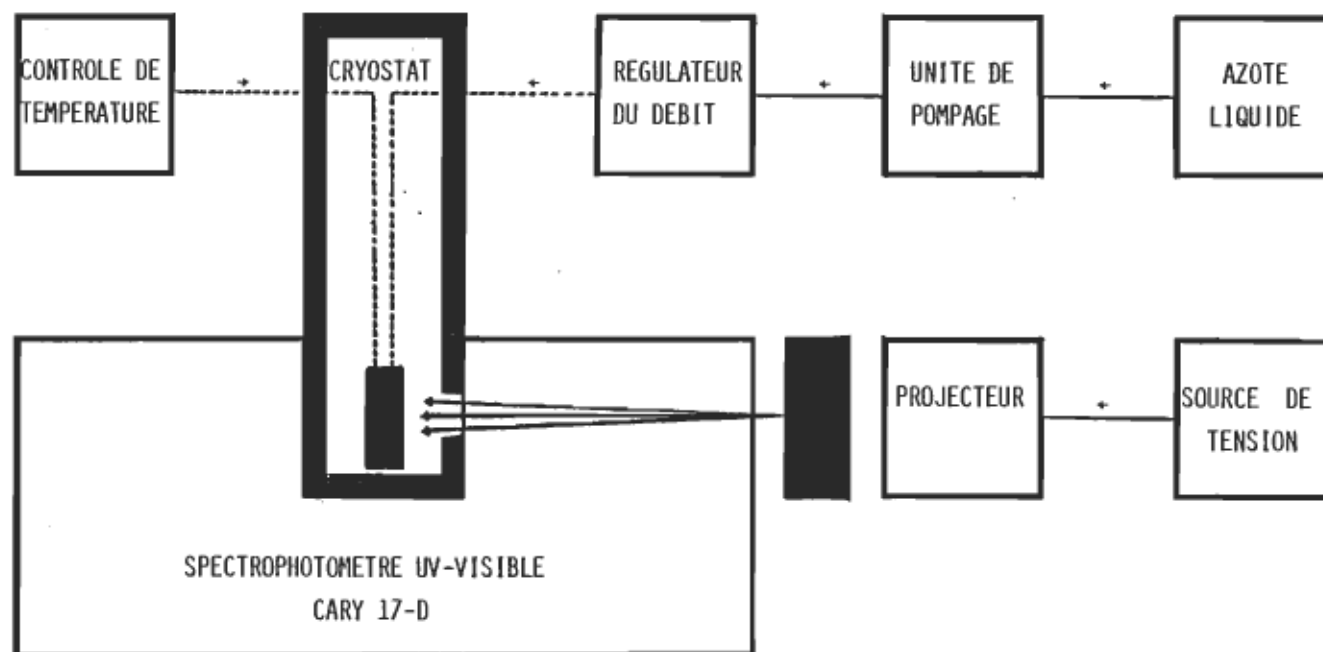 CONTROLE DE
TEMPERATURE
CRYOSTAT
REGULATEUR
DU DEBIT
UNITE DE
POMPAGE
AZOTE
LIQUIDE
PROJECTEUR
SOURCE DE
TENSION
SPECTROPHOTOMETRE UV-VISIBLE
CARY 17-D